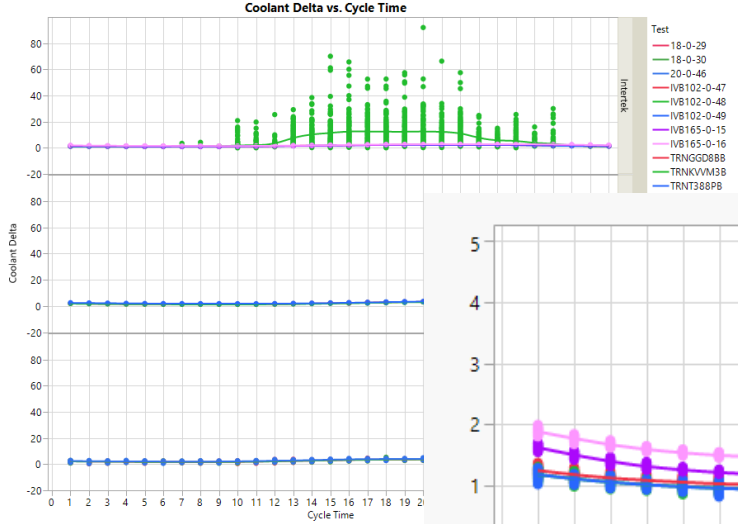 Coolant Delta vs. Cycle Time
Test
18-0-29
18-0-30
20-0-46
IVB102-0-47
IVB102-0-48
IVB102-0-49
IVB165-0-15
IVB165-0-16
TRNGGD8BB
TRNKVVM3B
TRNT388PB
Intertek
80
60
40
20
0
-20
80
60
40
20
0
-20
80
60
40
20
0
-20
Coolant Delta
0 1 2 3 4 5 6 7 8 9 10 11 12 13 14 15 16 17 18 19 20
Cycle Time
5
4
3
2
1